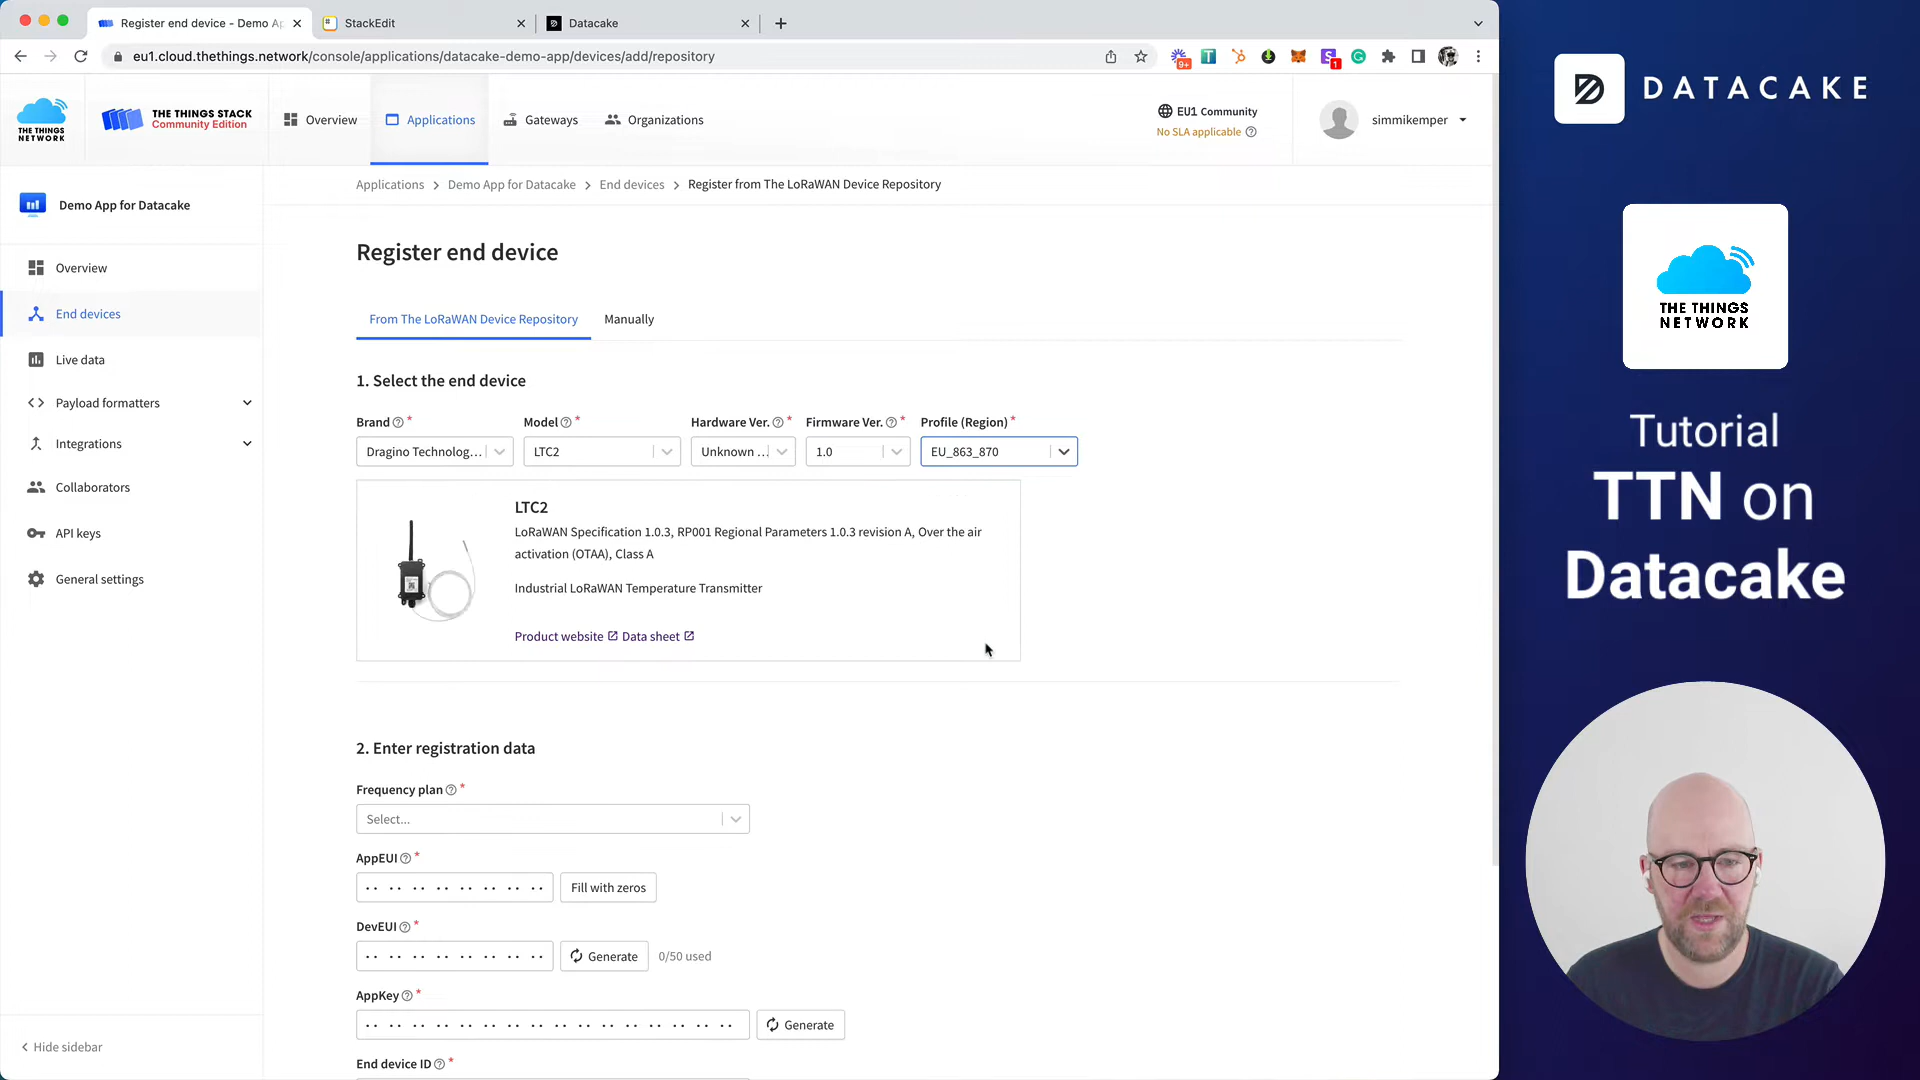 Register end device - Demo Ap
StackEdit
Datacake
eu1.cloud.thethings.network/console/applications/datacake-demo-app/devices/add/repository
9+
1
THE THINGS
NETWORK
THE THINGS STACK
Community Edition
Overview
Applications
Gateways
Organizations
EU1 Community
No SLA applicable
simmikemper
Demo App for Datacake
Overview
End devices
Live data
Payload formatters
Integrations
Collaborators
API keys
General settings
Hide sidebar
Applications > Demo App for Datacake > End devices > Register from The LoRaWAN Device Repository
Register end device
From The LoRaWAN Device Repository
Manually
1. Select the end device
Brand * Model * Hardware Ver. * Firmware Ver. * Profile (Region) *
Dragino Technolog... LTC2 Unknown ... 1.0 EU_863_870
LTC2
LoRaWAN Specification 1.0.3, RP001 Regional Parameters 1.0.3 revision A, Over the air
activation (OTAA), Class A
Industrial LoRaWAN Temperature Transmitter
Product website Data sheet
2. Enter registration data
Frequency plan *
Select...
AppEUI *
Fill with zeros
DevEUI *
Generate 0/50 used
AppKey *
Generate
End device ID *
DATACAKE
THE THINGS
NETWORK
Tutorial
TTN on
Datacake